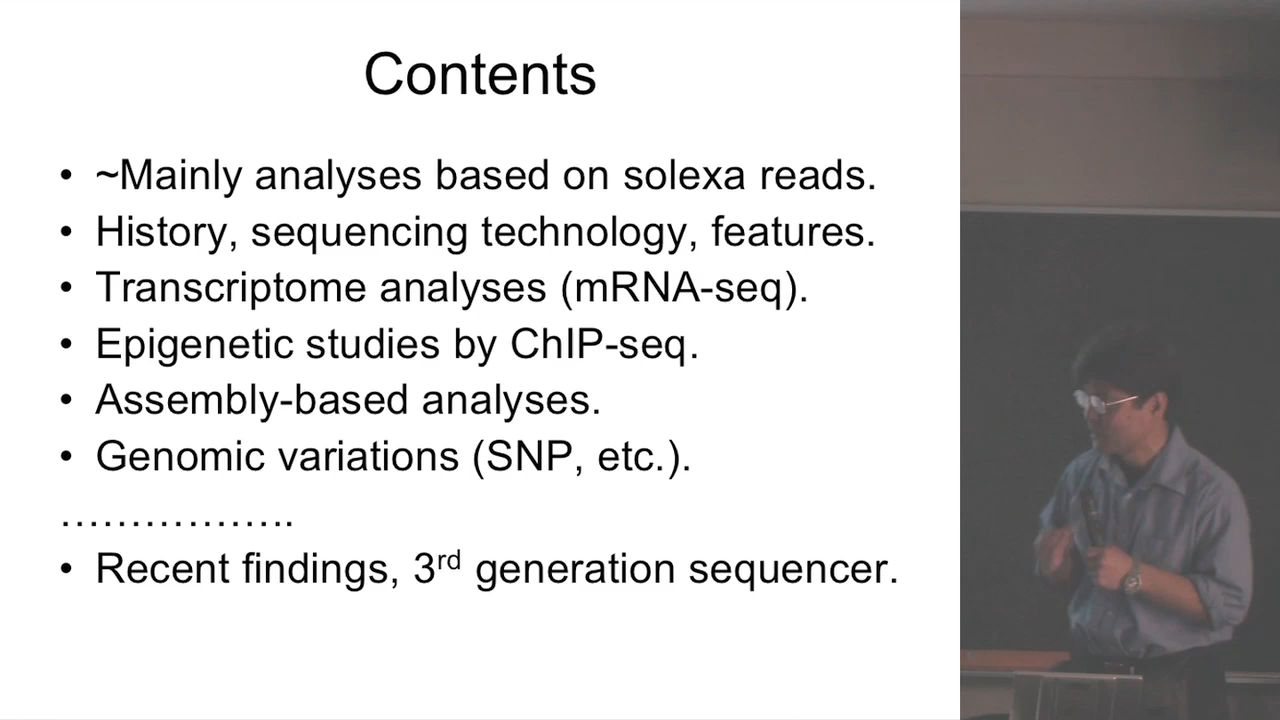 Contents
• ~Mainly analyses based on solexa reads.
• History, sequencing technology, features.
• Transcriptome analyses (mRNA-seq).
• Epigenetic studies by ChIP-seq.
• Assembly-based analyses.
• Genomic variations (SNP, etc.).
……………..
• Recent findings, 3rd generation sequencer.